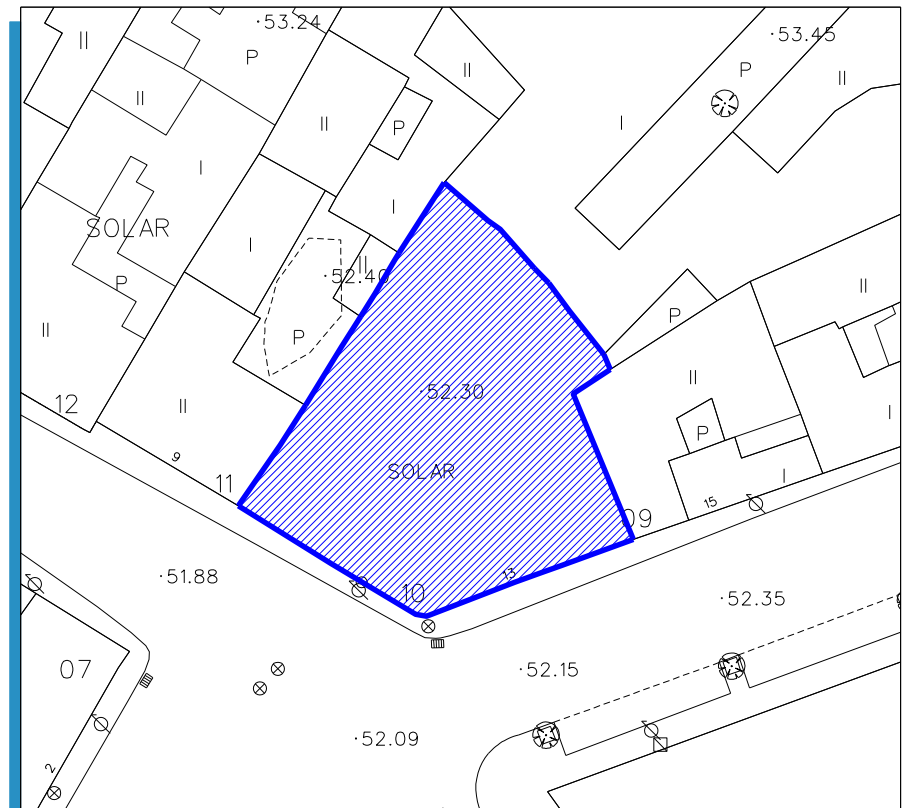 ·53.24
·53.45
II
P
II
P
II
II
II
P
I
I
SOLAR
I
I
·52.40
II
P
II
P
P
II
II
·52.30
12
II
I
P
9
11
SOLAR
I
15
09
13
10
·51.88
·52.35
07
·52.15
·52.09
2